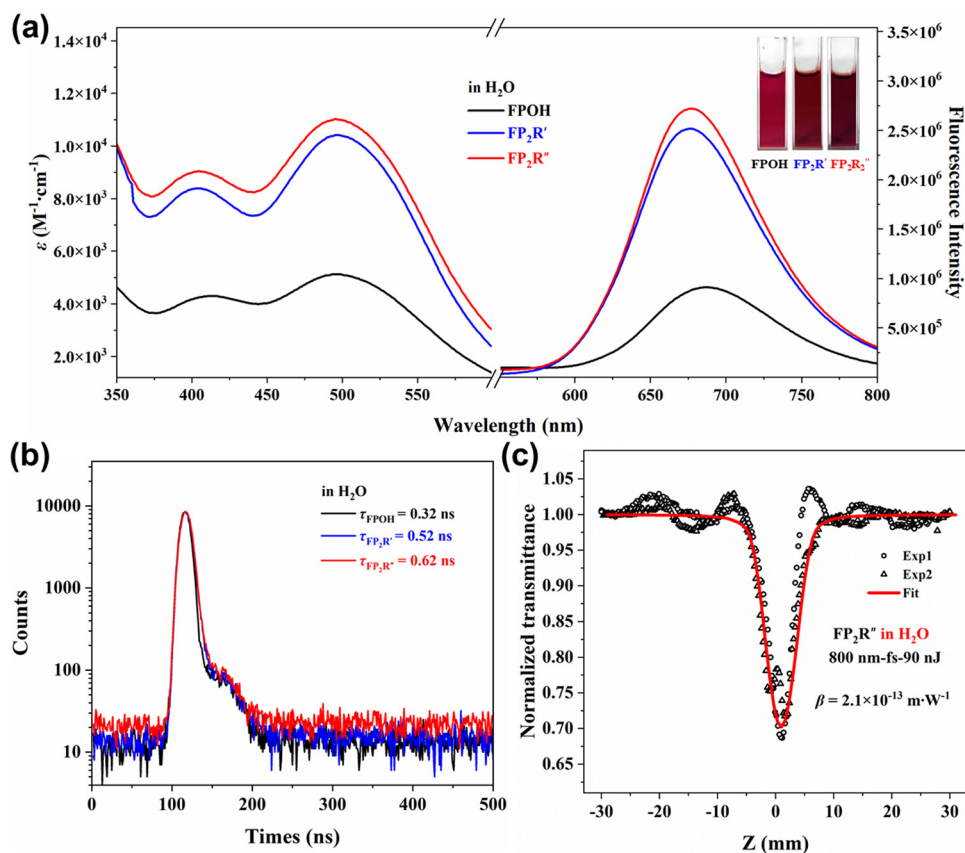 (a)
1.4×10⁴
1.2×10⁴
1.0×10⁴
8.0×10³
6.0×10³
4.0×10³
2.0×10³
ε (M⁻¹·cm⁻¹)
in H₂O
FPOH
FP₂R′
FP₂R″
FPOH FP₂R′ FP₂R₂″
3.5×10⁶
3.0×10⁶
2.5×10⁶
2.0×10⁶
1.5×10⁶
1.0×10⁶
5.0×10⁵
Fluorescence Intensity
350 400 450 500 550 600 650 700 750 800
Wavelength (nm)
(b)
10000
1000
100
10
Counts
in H₂O
τFPOH = 0.32 ns
τFP₂R′ = 0.52 ns
τFP₂R″ = 0.62 ns
0 100 200 300 400 500
Times (ns)
(c)
1.05
1.00
0.95
0.90
0.85
0.80
0.75
0.70
0.65
Normalized transmittance
Exp1
Exp2
Fit
FP₂R″ in H₂O
800 nm-fs-90 nJ
β = 2.1×10⁻¹³ m·W⁻¹
-30 -20 -10 0 10 20 30
Z (mm)